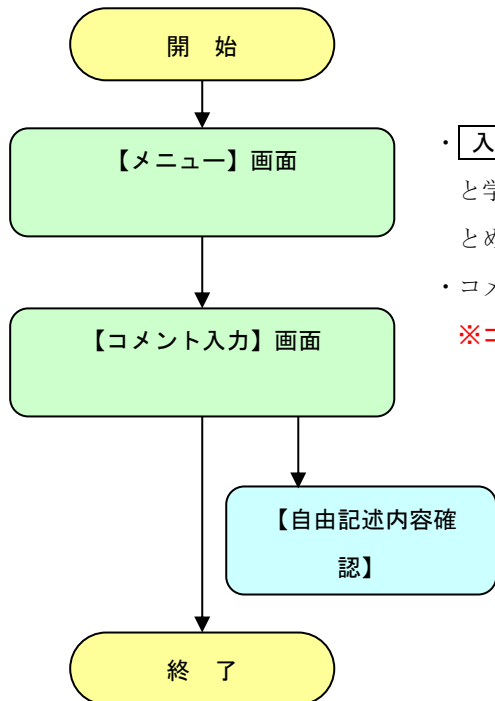 開　始
【メニュー】画面
・入
と学
とめ
【コメント入力】画面
・コメ
※コ
【自由記述内容確
認】
終　了